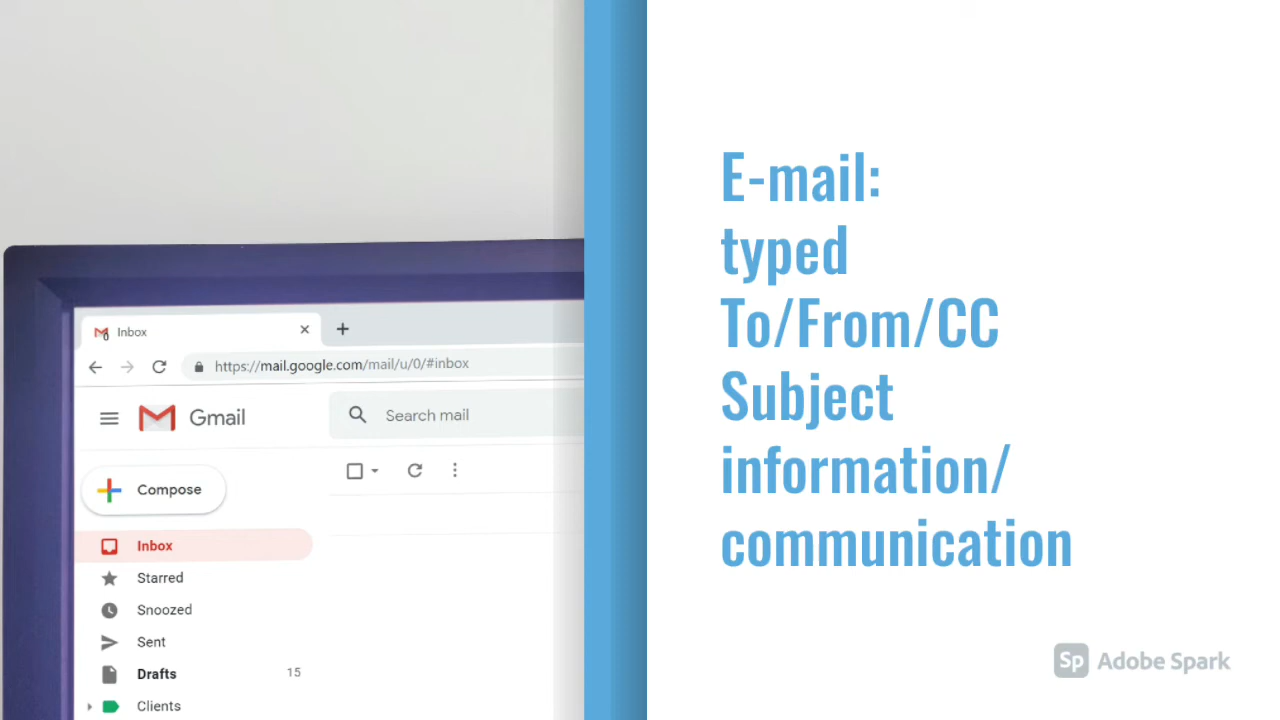 Inbox
https://mail.google.com/mail/u/0/#inbox
Gmail
Search mail
Compose
Inbox
Starred
Snoozed
Sent
Drafts 15
Clients
E-mail:
typed
To/From/CC
Subject
information/
communication
Sp Adobe Spark